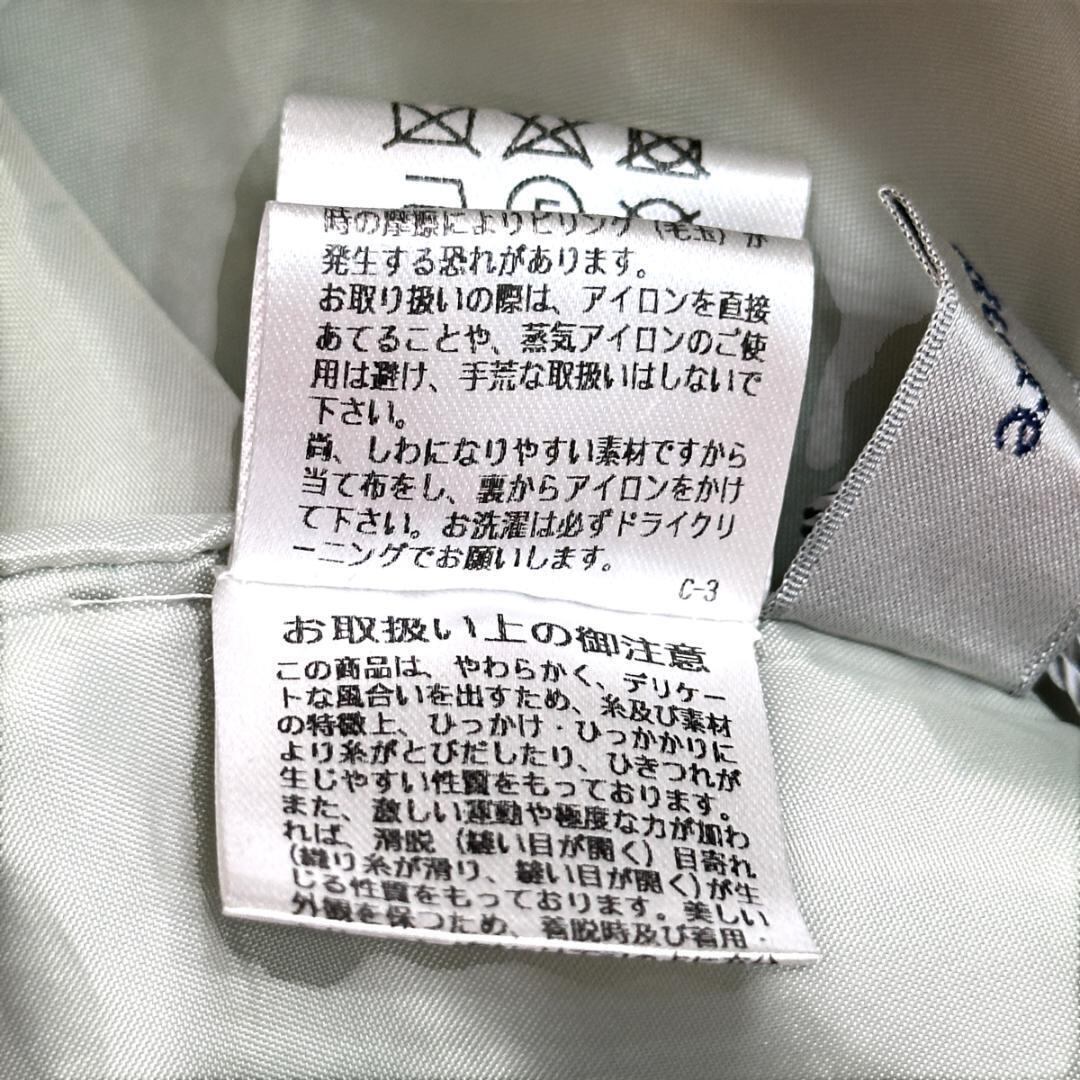 時の摩擦によりピリング(毛玉)が
発生する恐れがあります。
お取り扱いの際は、アイロンを直接
あてることや、蒸気アイロンのご使
用は避け、手荒な取扱いはしないで
下さい。
尚、しわになりやすい素材ですから
当て布をし、裏からアイロンをかけ
て下さい。お洗濯は必ずドライクリ
ーニングでお願いします。
C-3
お取扱い上の御注意
この商品は、やわらかく、デリケー
トな風合いを出すため、糸及び素材
の特徴上、ひっかけ・ひっかかりに
より糸がとびだしたり、ひきつれが
生じやすい性質をもっております。
また、激しい運動や極度な力が加わ
れば、滑脱(縫い目が開く)目寄れ
(織り糸が滑り、縫い目が開く)が生
じる性質をもっております。美しい
外観を保つため、着脱時及び着用・